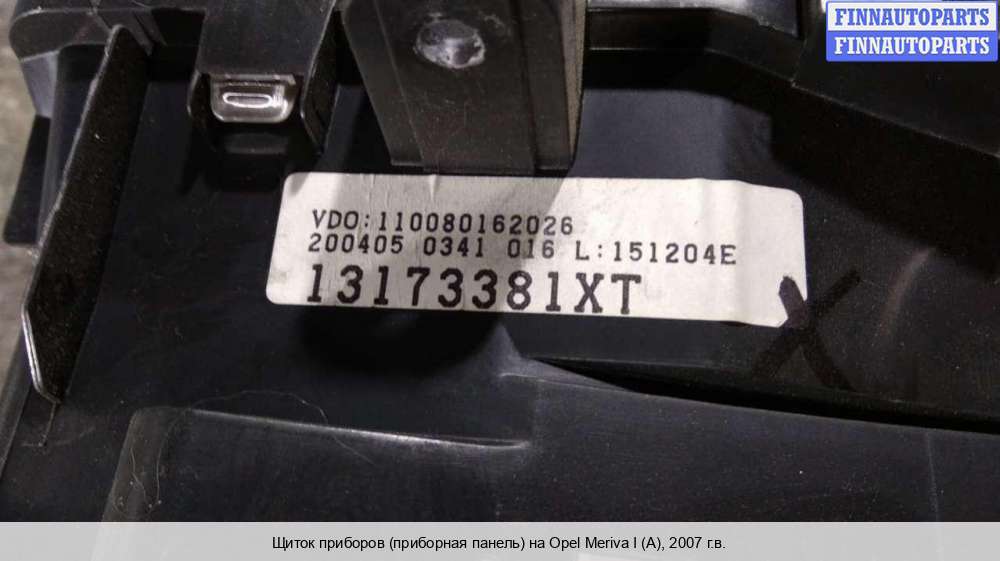 FINNAUTOPARTS
FINNAUTOPARTS
VDO:110080162026
200405 0341 016 L:151204E
13173381XT
X
Щиток приборов (приборная панель) на Opel Meriva I (A), 2007 г.в.